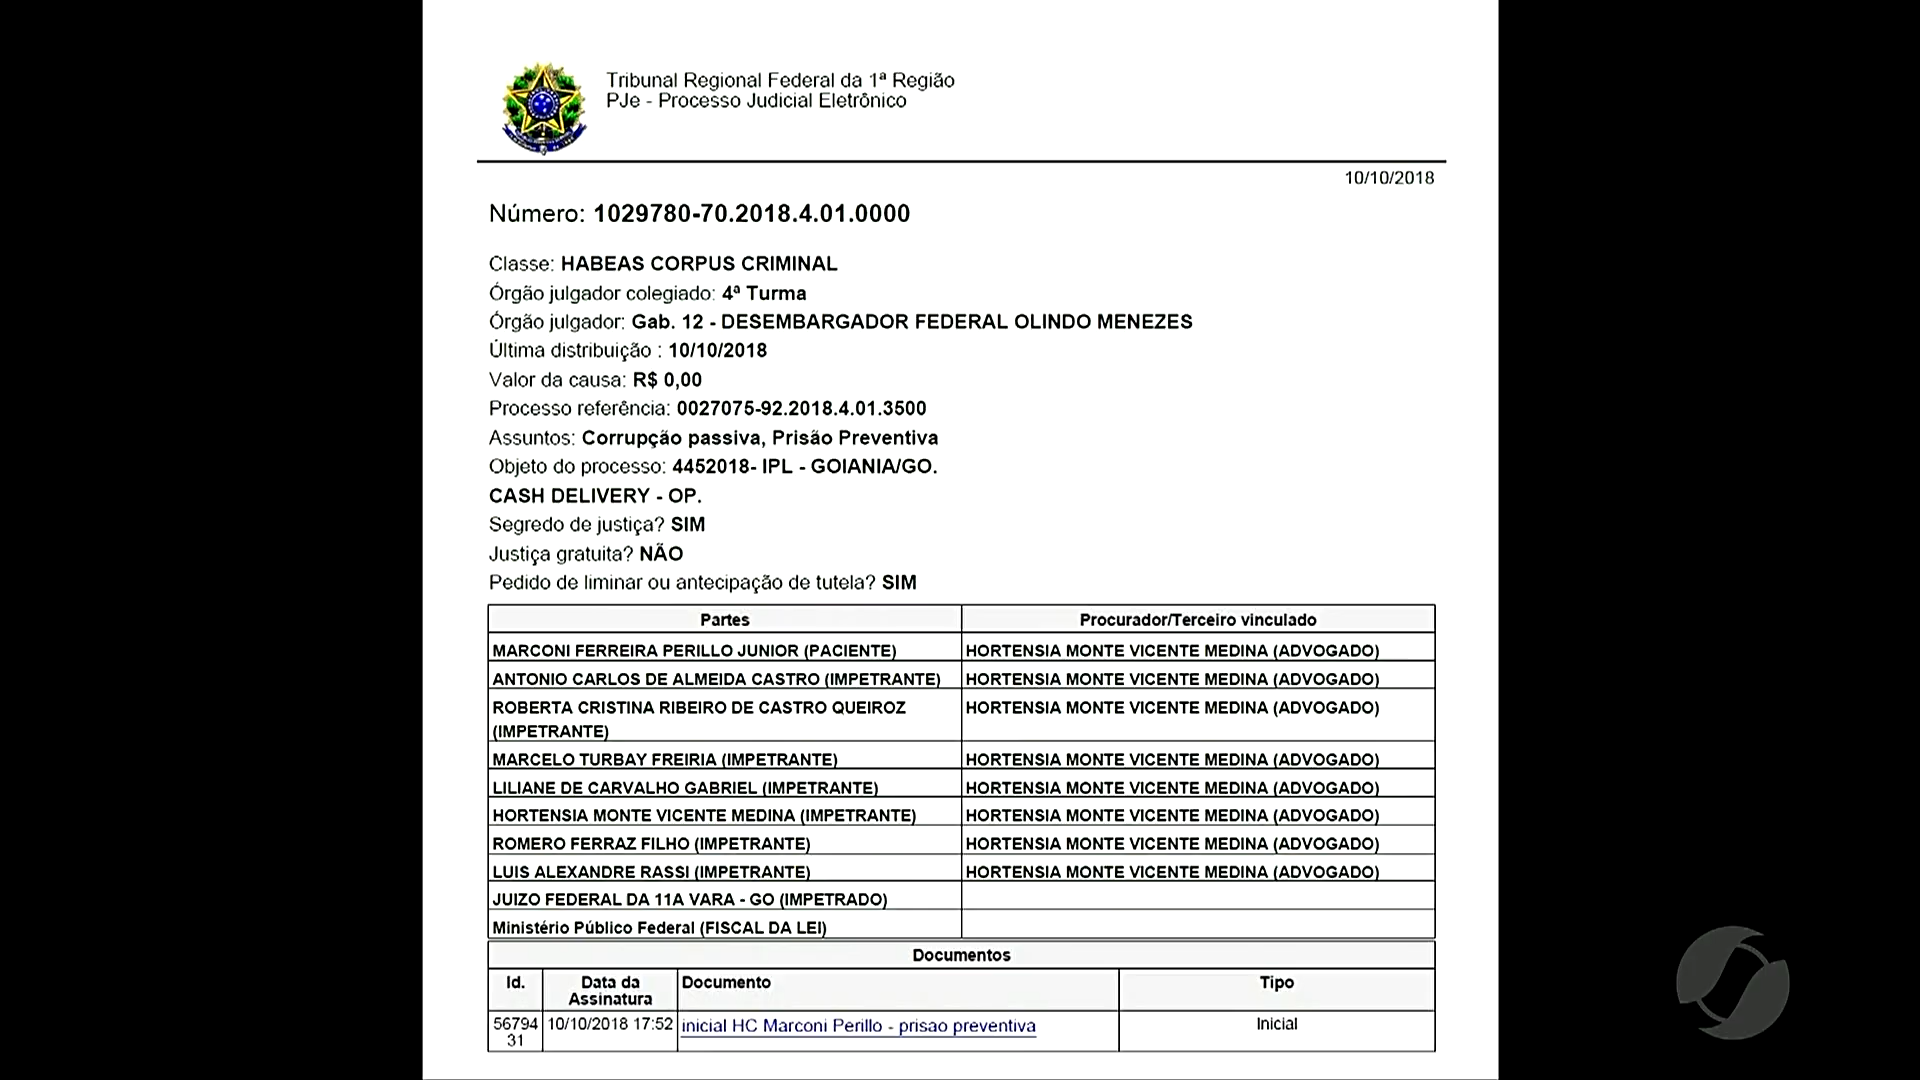 Tribunal Regional Federal da 1ª Região
PJe - Processo Judicial Eletrônico
10/10/2018
Número: 1029780-70.2018.4.01.0000
Classe: HABEAS CORPUS CRIMINAL
Órgão julgador colegiado: 4ª Turma
Órgão julgador: Gab. 12 - DESEMBARGADOR FEDERAL OLINDO MENEZES
Última distribuição : 10/10/2018
Valor da causa: R$ 0,00
Processo referência: 0027075-92.2018.4.01.3500
Assuntos: Corrupção passiva, Prisão Preventiva
Objeto do processo: 4452018- IPL - GOIANIA/GO.
CASH DELIVERY - OP.
Segredo de justiça? SIM
Justiça gratuita? NÃO
Pedido de liminar ou antecipação de tutela? SIM
Partes Procurador/Terceiro vinculado
MARCONI FERREIRA PERILLO JUNIOR (PACIENTE) HORTENSIA MONTE VICENTE MEDINA (ADVOGADO)
ANTONIO CARLOS DE ALMEIDA CASTRO (IMPETRANTE) HORTENSIA MONTE VICENTE MEDINA (ADVOGADO)
ROBERTA CRISTINA RIBEIRO DE CASTRO QUEIROZ HORTENSIA MONTE VICENTE MEDINA (ADVOGADO)
(IMPETRANTE)
MARCELO TURBAY FREIRIA (IMPETRANTE) HORTENSIA MONTE VICENTE MEDINA (ADVOGADO)
LILIANE DE CARVALHO GABRIEL (IMPETRANTE) HORTENSIA MONTE VICENTE MEDINA (ADVOGADO)
HORTENSIA MONTE VICENTE MEDINA (IMPETRANTE) HORTENSIA MONTE VICENTE MEDINA (ADVOGADO)
ROMERO FERRAZ FILHO (IMPETRANTE) HORTENSIA MONTE VICENTE MEDINA (ADVOGADO)
LUIS ALEXANDRE RASSI (IMPETRANTE) HORTENSIA MONTE VICENTE MEDINA (ADVOGADO)
JUIZO FEDERAL DA 11A VARA - GO (IMPETRADO)
Ministério Público Federal (FISCAL DA LEI)
Documentos
Id. Data da Documento Tipo
Assinatura
56794 10/10/2018 17:52 inicial HC Marconi Perillo - prisao preventiva Inicial
31